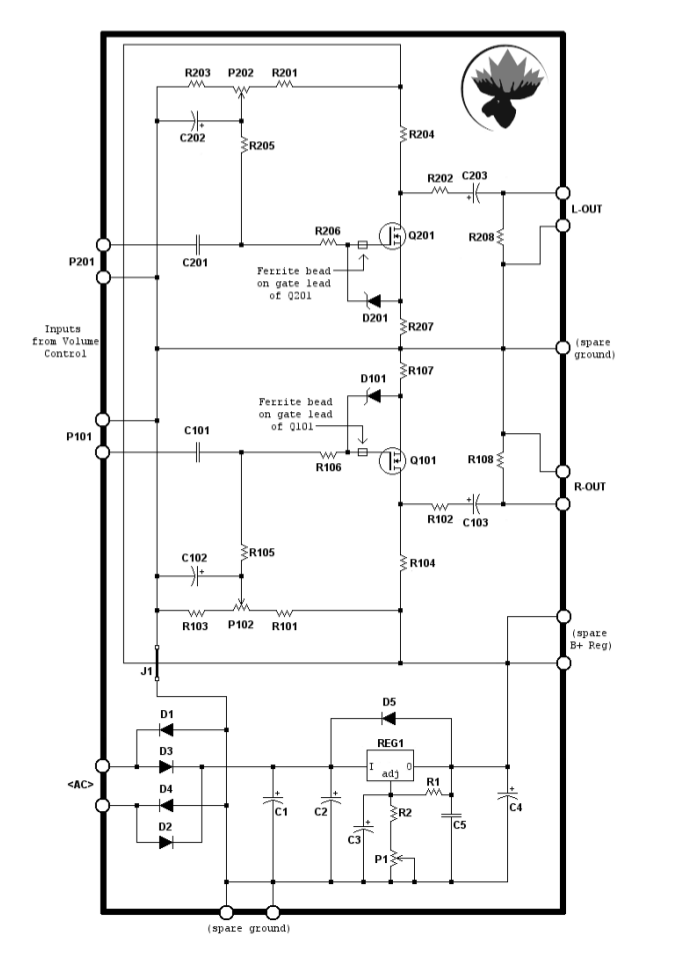 R203
P202
R201
C202
R205
R204
R202
C203
L-OUT
R206
Q201
R208
P201
C201
Ferrite bead
on gate lead
of Q201
D201
R207
Inputs
from Volume
Control
(spare
ground)
R107
D101
Ferrite bead
on gate lead
of Q101
C101
P101
R106
Q101
R108
R-OUT
R102
C103
C102
R105
R104
R103
P102
R101
(spare
B+ Reg)
J1
D1
D5
D3
REG1
I
O
adj
<AC>
D4
R1
C1
C2
R2
C4
D2
C3
C5
P1
(spare ground)